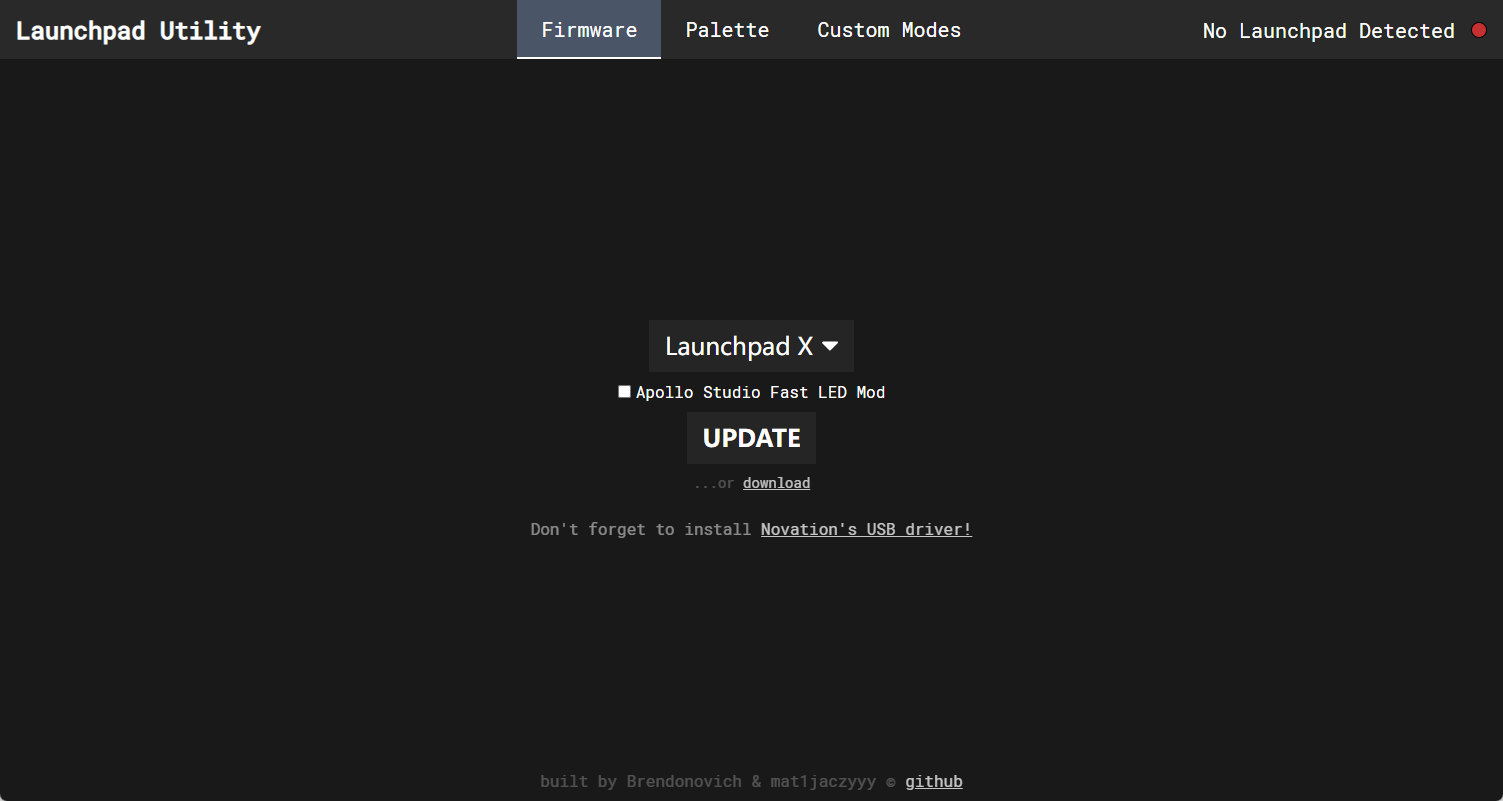 Launchpad Utility
Firmware Palette Custom Modes
No Launchpad Detected
Launchpad X
Apollo Studio Fast LED Mod
UPDATE
...or download
Don't forget to install Novation's USB driver!
built by Brendonovich & mat1jaczyyy © github